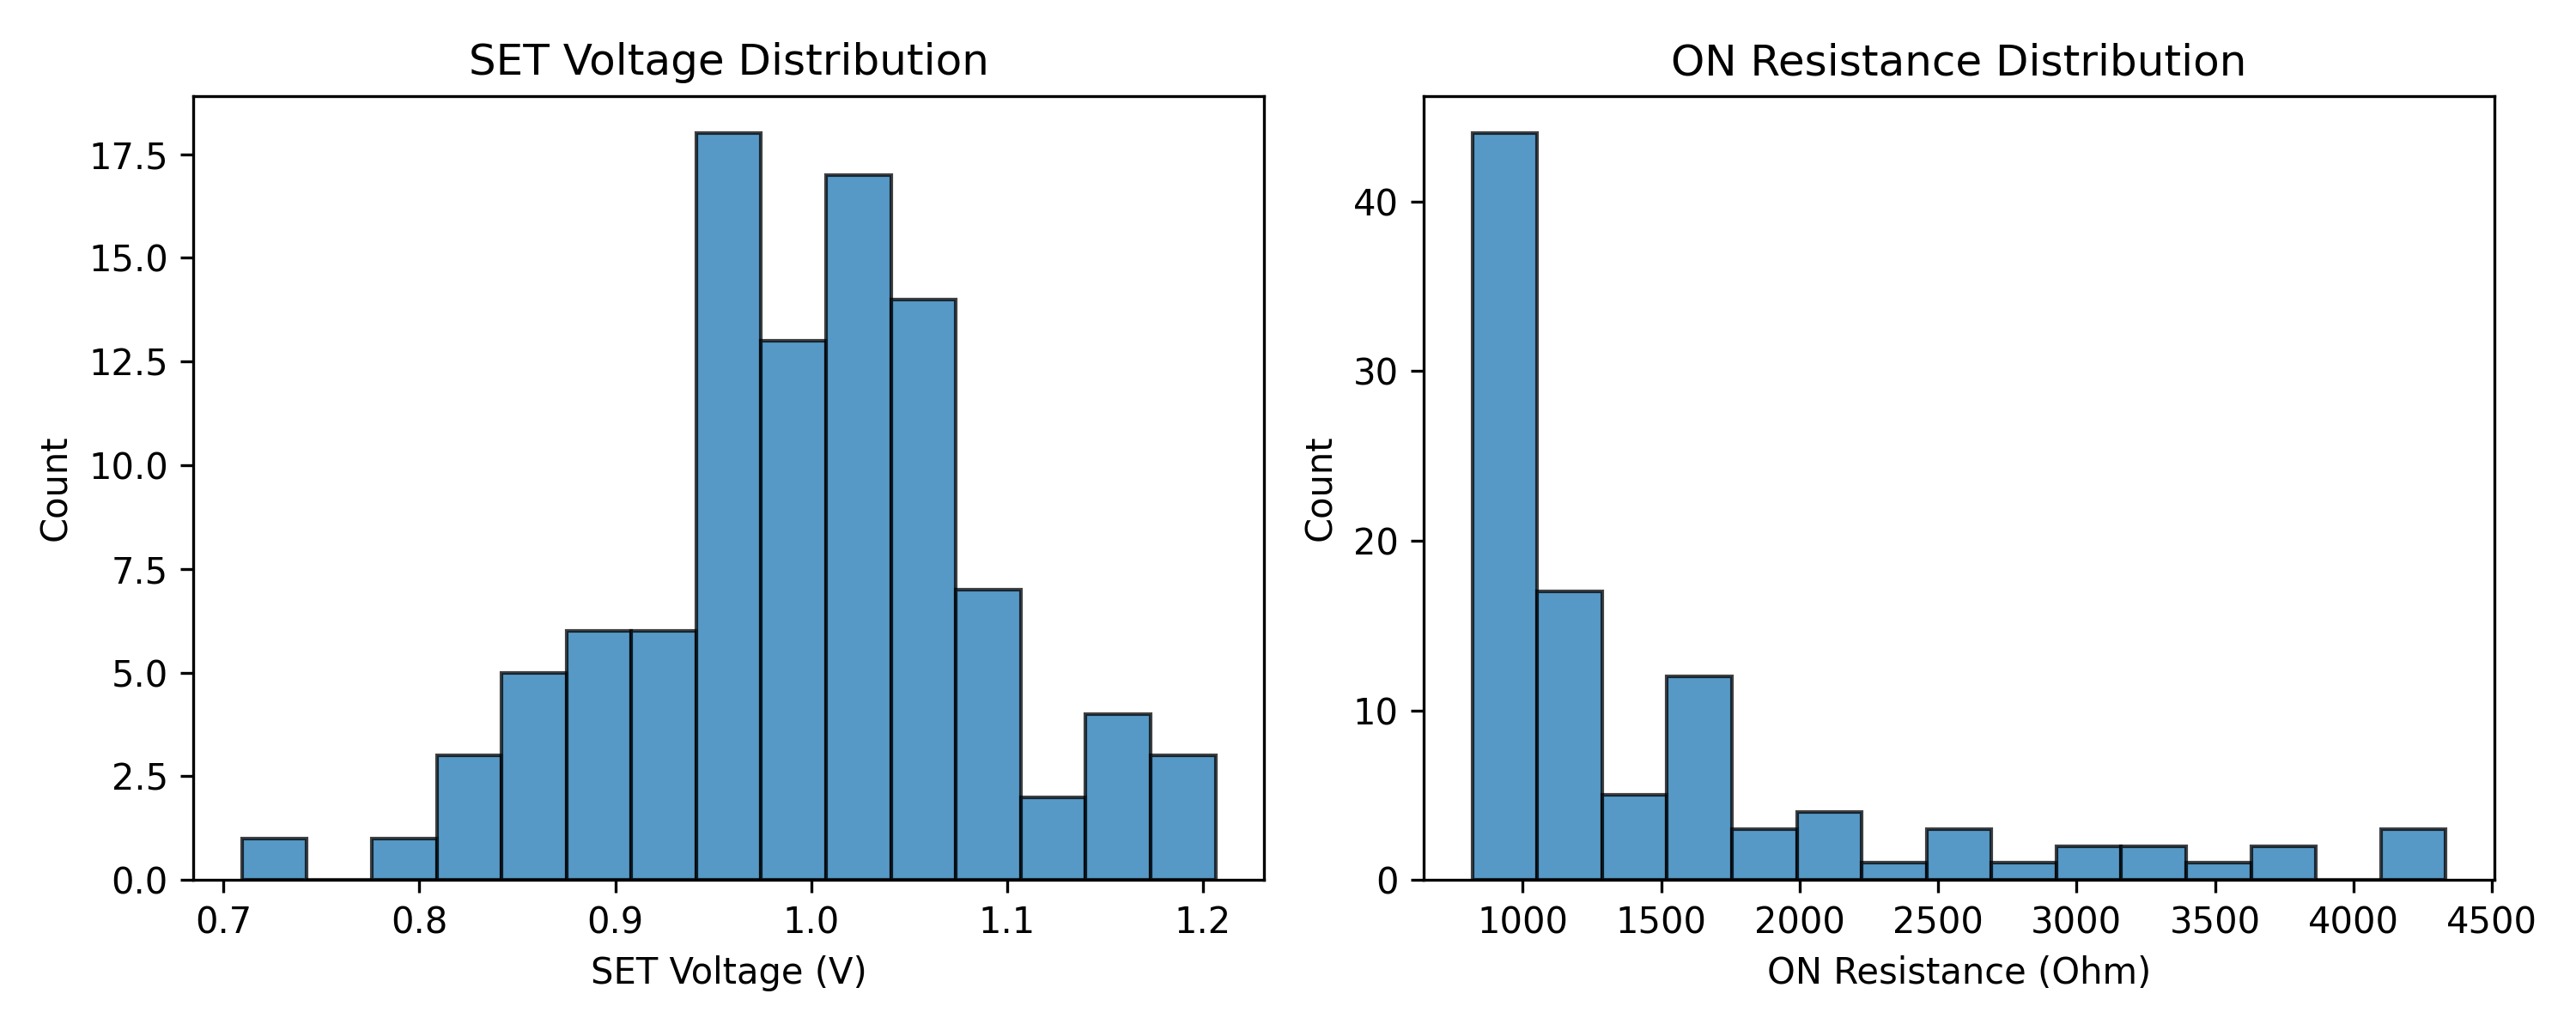 SET Voltage Distribution
17.5
15.0
12.5
10.0
7.5
5.0
2.5
0.0
Count
0.7 0.8 0.9 1.0 1.1 1.2
SET Voltage (V)
ON Resistance Distribution
40
30
20
10
0
Count
1000 1500 2000 2500 3000 3500 4000 4500
ON Resistance (Ohm)